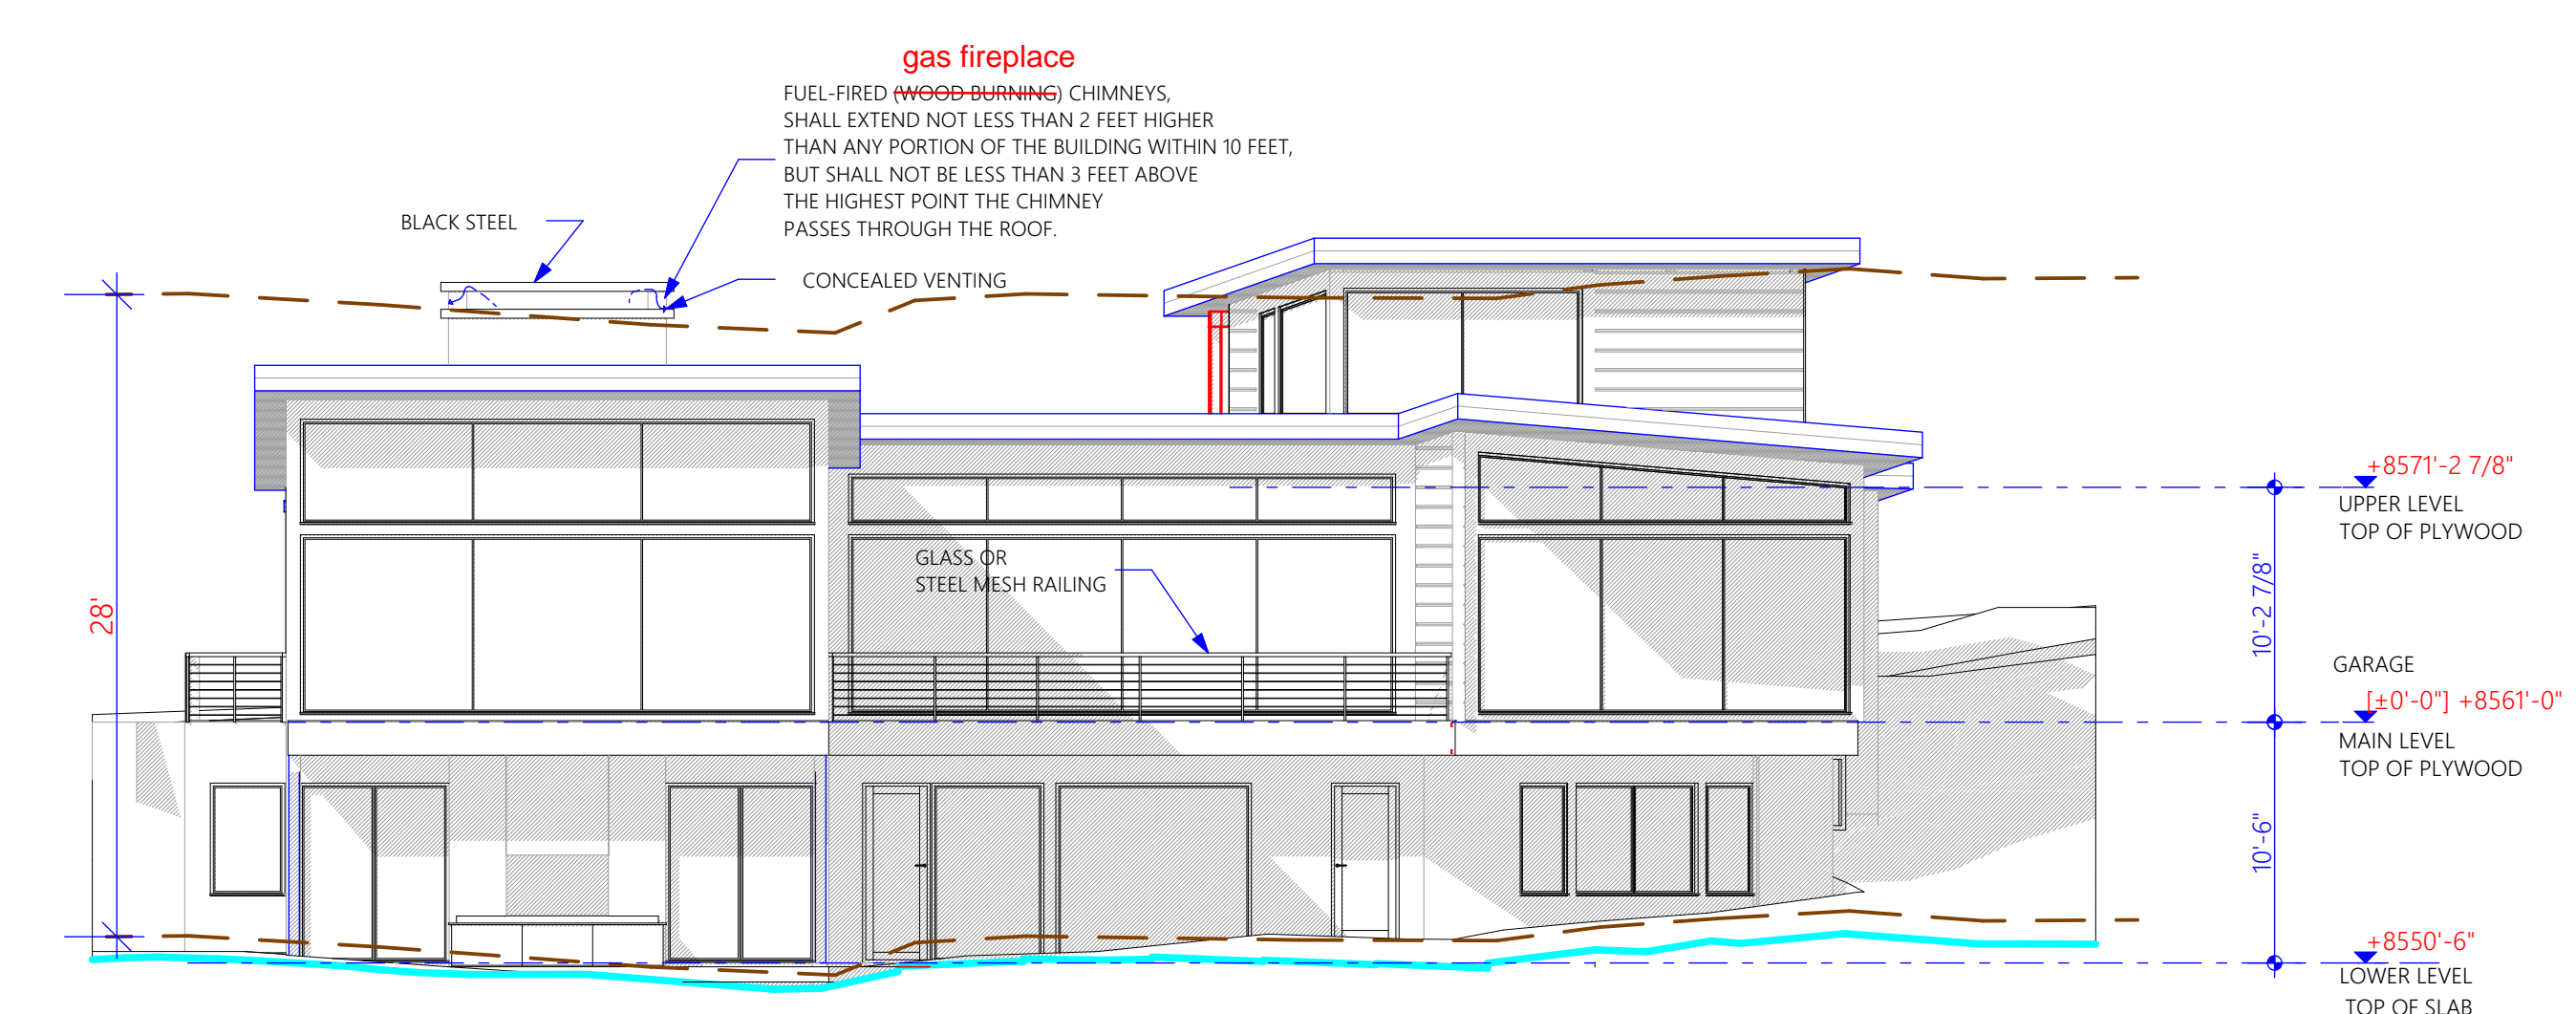 gas fireplace
FUEL-FIRED (WOOD BURNING) CHIMNEYS,
SHALL EXTEND NOT LESS THAN 2 FEET HIGHER
THAN ANY PORTION OF THE BUILDING WITHIN 10 FEET,
BUT SHALL NOT BE LESS THAN 3 FEET ABOVE
THE HIGHEST POINT THE CHIMNEY
PASSES THROUGH THE ROOF.
BLACK STEEL
CONCEALED VENTING
+8571'-2 7/8"
UPPER LEVEL
TOP OF PLYWOOD
GLASS OR
STEEL MESH RAILING
28'
10'-2 7/8"
GARAGE
[±0'-0"] +8561'-0"
MAIN LEVEL
TOP OF PLYWOOD
10'-6"
+8550'-6"
LOWER LEVEL
TOP OF SLAB